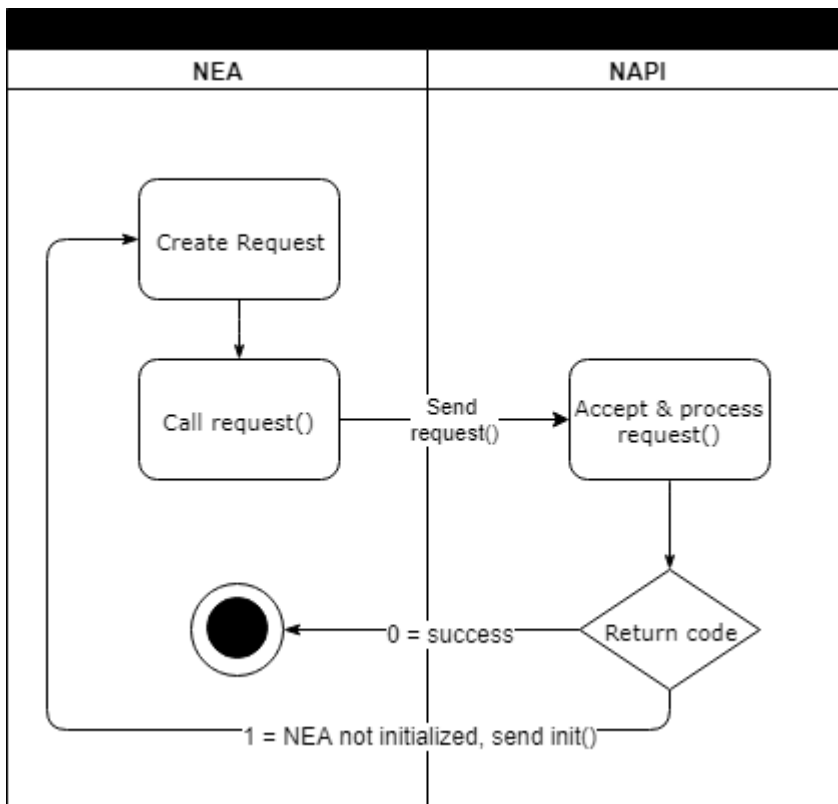 NEA
NAPI
Create Request
Call request()
Send
request()
Accept & process
request()
Return code
0 = success
1 = NEA not initialized, send init()